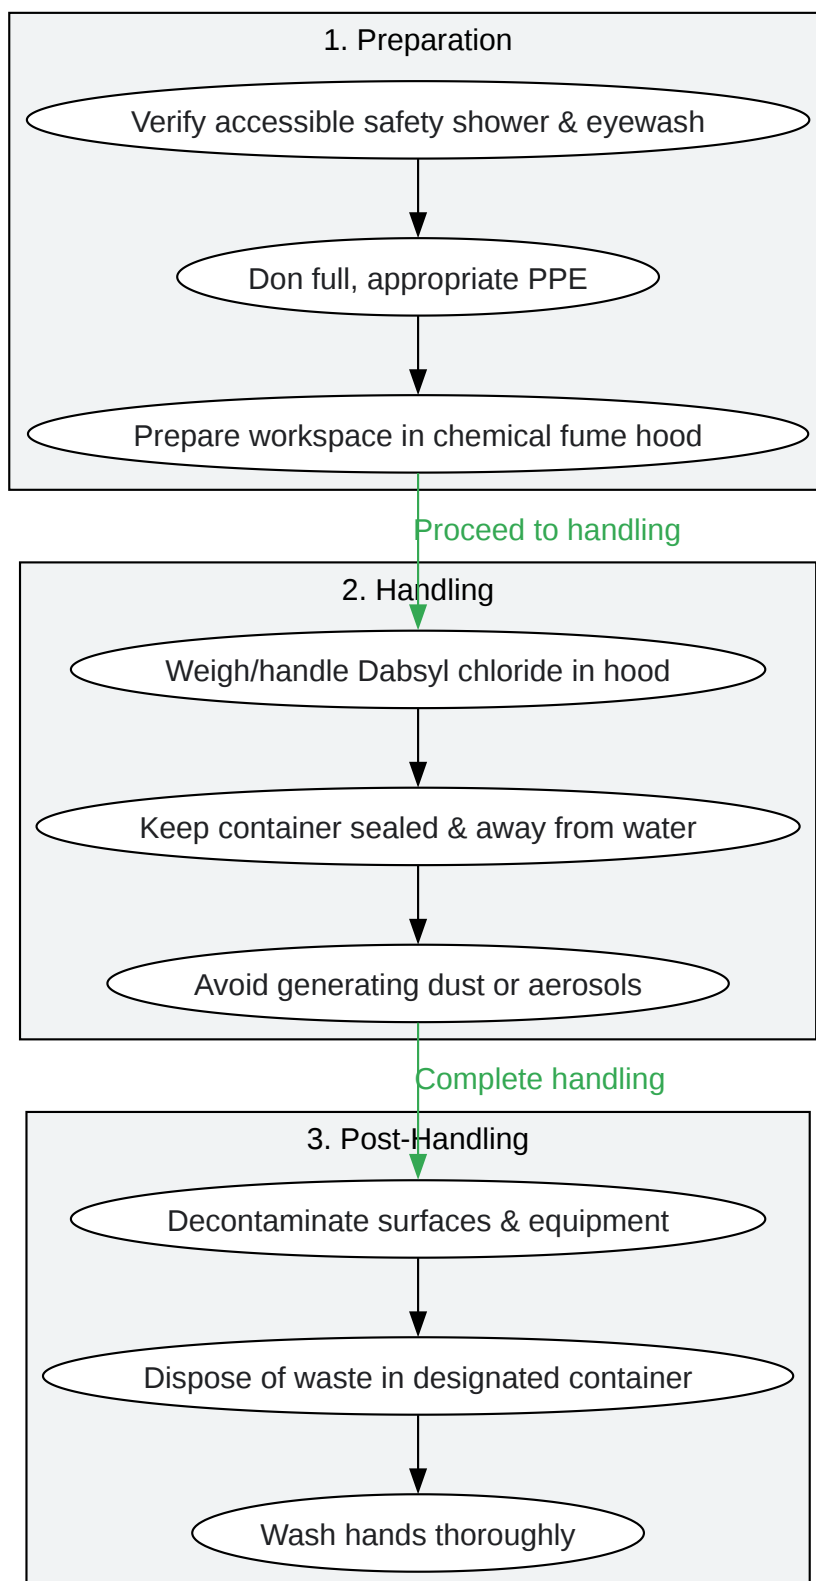 1. Preparation
Verify accessible safety shower & eyewash
Don full, appropriate PPE
Prepare workspace in chemical fume hood
Proceed to handling
2. Handling
Weigh/handle Dabsyl chloride in hood
Keep container sealed & away from water
Avoid generating dust or aerosols
Complete handling
3. Post-Handling
Decontaminate surfaces & equipment
Dispose of waste in designated container
Wash hands thoroughly